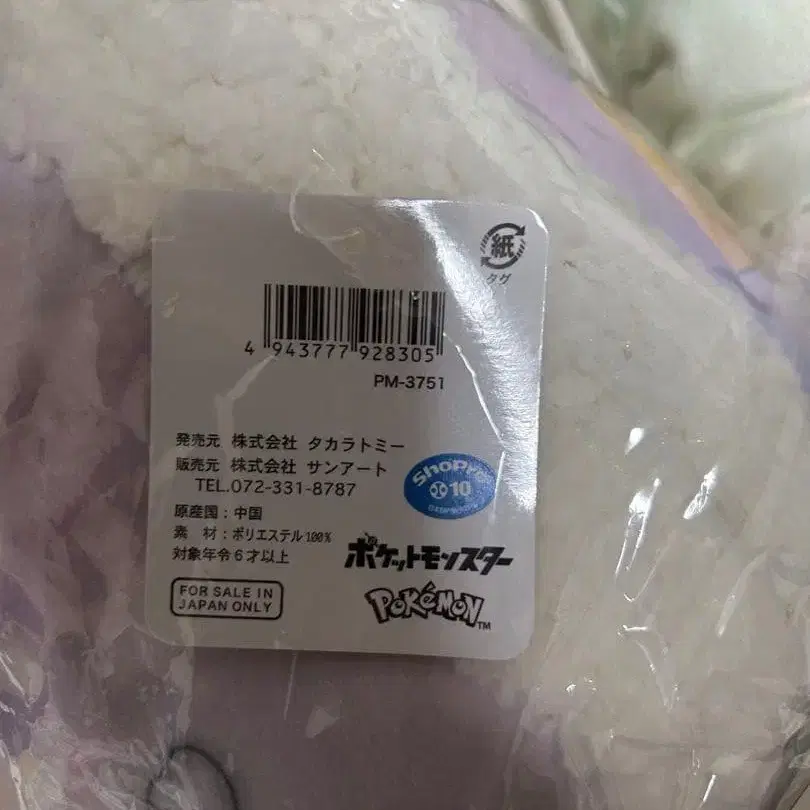 紙
タグ
4 943777 928305
PM-3751
発売元 株式会社 タカラトミー
販売元 株式会社 サンアート
TEL.072-331-8787
原産国:中国
素 材:ポリエステル100%
対象年令6才以上
ShoPro
10
ポケットモンスター
POKéMON™
FOR SALE IN
JAPAN ONLY